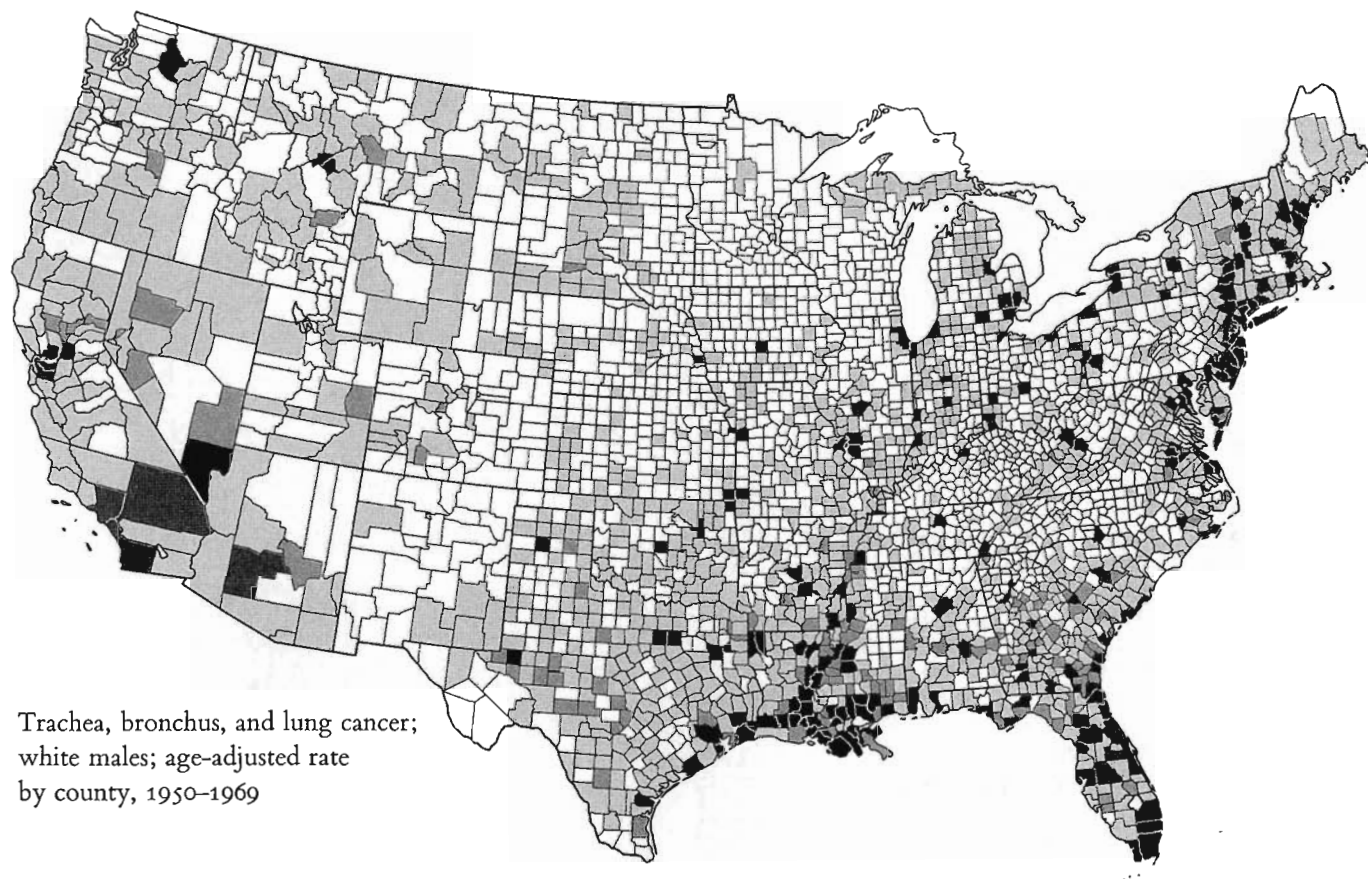 Trachea, bronchus, and lung cancer;
white males; age-adjusted rate
by county, 1950–1969